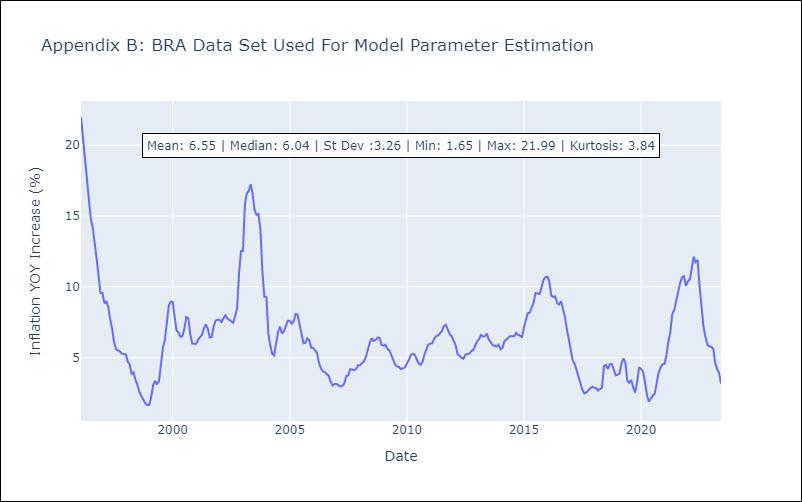 Appendix B: BRA Data Set Used For Model Parameter Estimation
Mean: 6.55 | Median: 6.04 | St Dev :3.26 | Min: 1.65 | Max: 21.99 | Kurtosis: 3.84
Inflation YOY Increase (%)
20
15
10
5
2000
2005
2010
2015
2020
Date